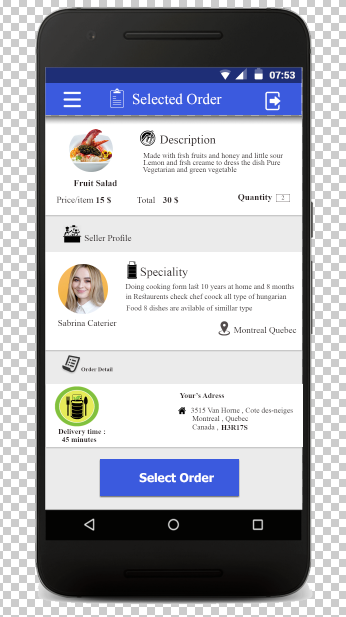 07:53
Selected Order
Description
Made with frsh fruits and honey and little sour
Lemon and frsh creame to dress the dish Pure
Vegetarian and green vegetable
Fruit Salad
Price/item 15 $ Total 30 $ Quantity 2
Seller Profile
Speciality
Doing cooking form last 10 years at home and 8 months
in Restaurents check chef coock all type of hungarian
Food 8 dishes are avilable of simillar type
Sabrina Caterier
Montreal Quebec
Order Detail
Your's Adress
3515 Van Horne , Cote des-neiges
Montreal , Quebec
Canada , H3R17S
Delivery time :
45 minutes
Select Order